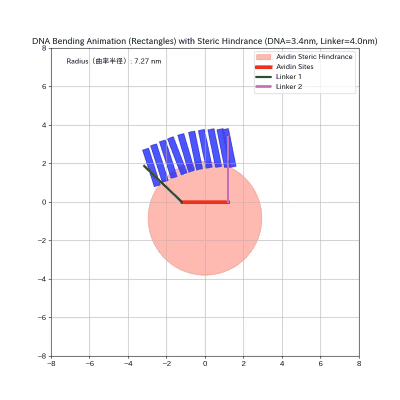 DNA Bending Animation (Rectangles) with Steric Hindrance (DNA=3.4nm, Linker=4.0nm)
Radius（曲率半径）: 7.27 nm
Avidin Steric Hindrance
Avidin Sites
Linker 1
Linker 2
8
6
4
2
0
−2
−4
−6
−8
−8 −6 −4 −2 0 2 4 6 8